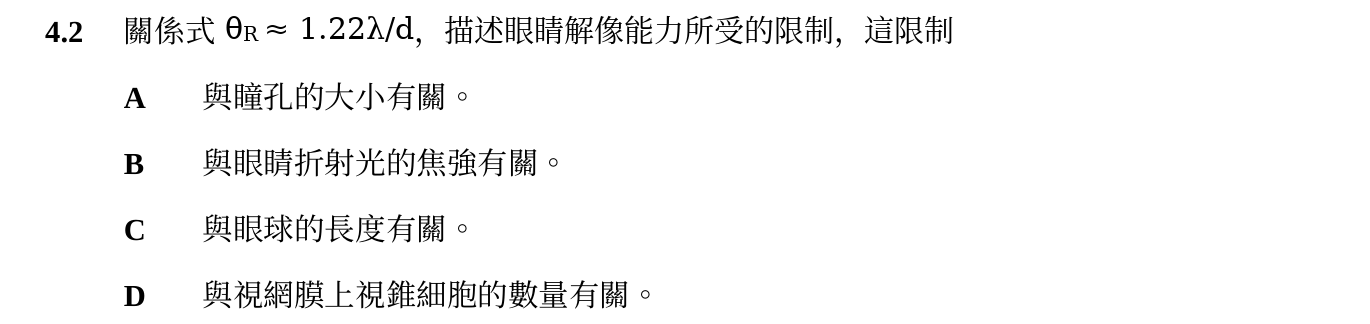 4.2 關係式 θR ≈ 1.22λ/d，描述眼睛解像能力所受的限制，這限制
A 與瞳孔的大小有關。
B 與眼睛折射光的焦強有關。
C 與眼球的長度有關。
D 與視網膜上視錐細胞的數量有關。